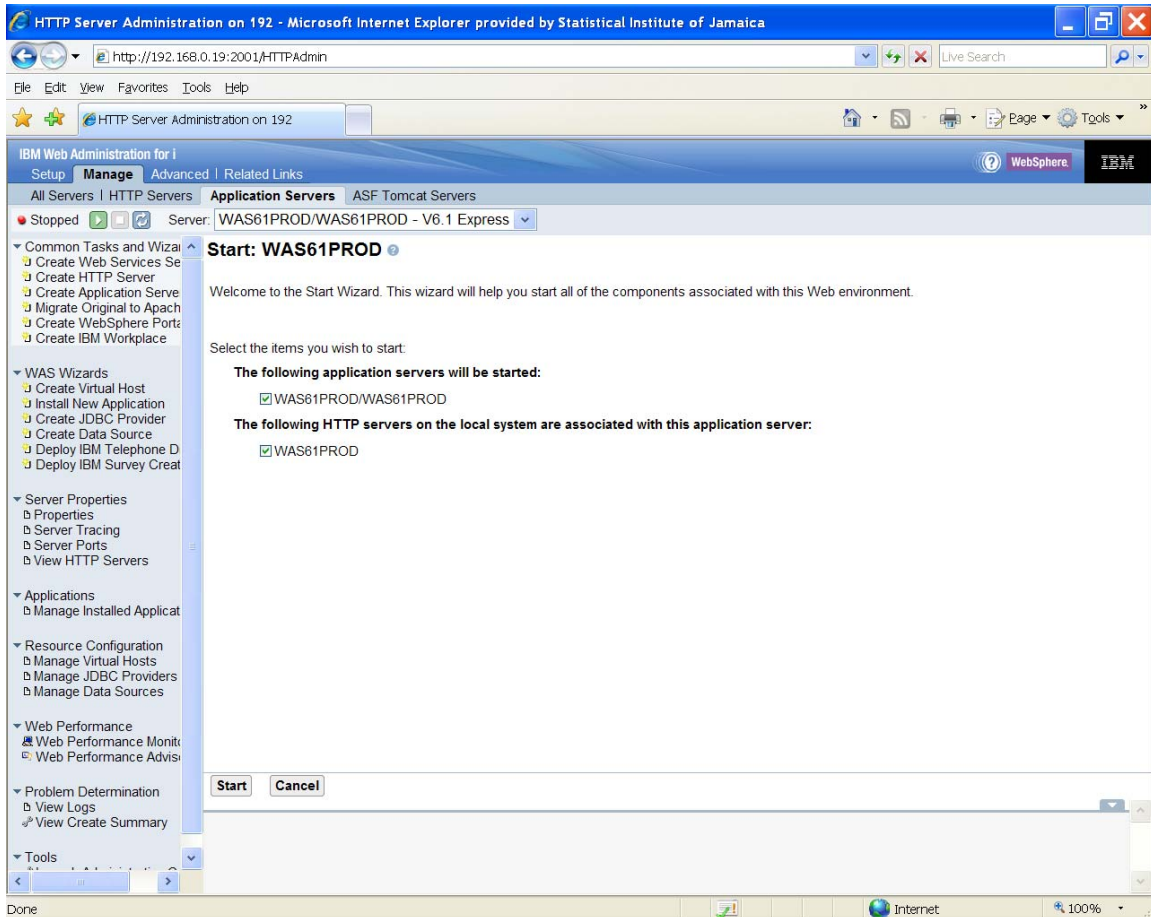 HTTP Server Administration on 192 - Microsoft Internet Explorer provided by Statistical Institute of Jamaica
http://192.168.0.19:2001/HTTPAdmin
Live Search
File Edit View Favorites Tools Help
HTTP Server Administration on 192
Page Tools »
IBM Web Administration for i
Setup Manage Advanced | Related Links
WebSphere. IBM
All Servers | HTTP Servers Application Servers ASF Tomcat Servers
Stopped Server: WAS61PROD/WAS61PROD - V6.1 Express
Common Tasks and Wizar
Create Web Services Se
Create HTTP Server
Create Application Serve
Migrate Original to Apach
Create WebSphere Porta
Create IBM Workplace
WAS Wizards
Create Virtual Host
Install New Application
Create JDBC Provider
Create Data Source
Deploy IBM Telephone D
Deploy IBM Survey Creat
Server Properties
Properties
Server Tracing
Server Ports
View HTTP Servers
Applications
Manage Installed Applicat
Resource Configuration
Manage Virtual Hosts
Manage JDBC Providers
Manage Data Sources
Web Performance
Web Performance Monito
Web Performance Advis
Problem Determination
View Logs
View Create Summary
Tools
Start: WAS61PROD
Welcome to the Start Wizard. This wizard will help you start all of the components associated with this Web environment.
Select the items you wish to start:
The following application servers will be started:
WAS61PROD/WAS61PROD
The following HTTP servers on the local system are associated with this application server:
WAS61PROD
Start Cancel
Done Internet 100%